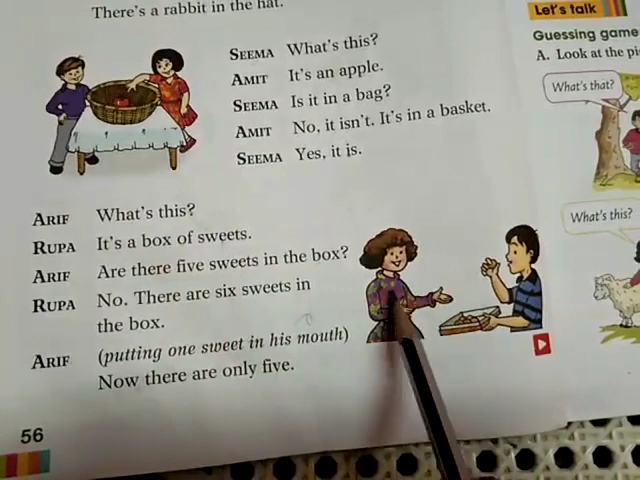 There's a rabbit in the hat.
SEEMA What's this?
AMIT It's an apple.
SEEMA Is it in a bag?
AMIT No, it isn't. It's in a basket.
SEEMA Yes, it is.
ARIF What's this?
RUPA It's a box of sweets.
ARIF Are there five sweets in the box?
RUPA No. There are six sweets in
the box.
ARIF (putting one sweet in his mouth)
Now there are only five.
56
Let's talk
Guessing game
A. Look at the
What's that?
What's this?